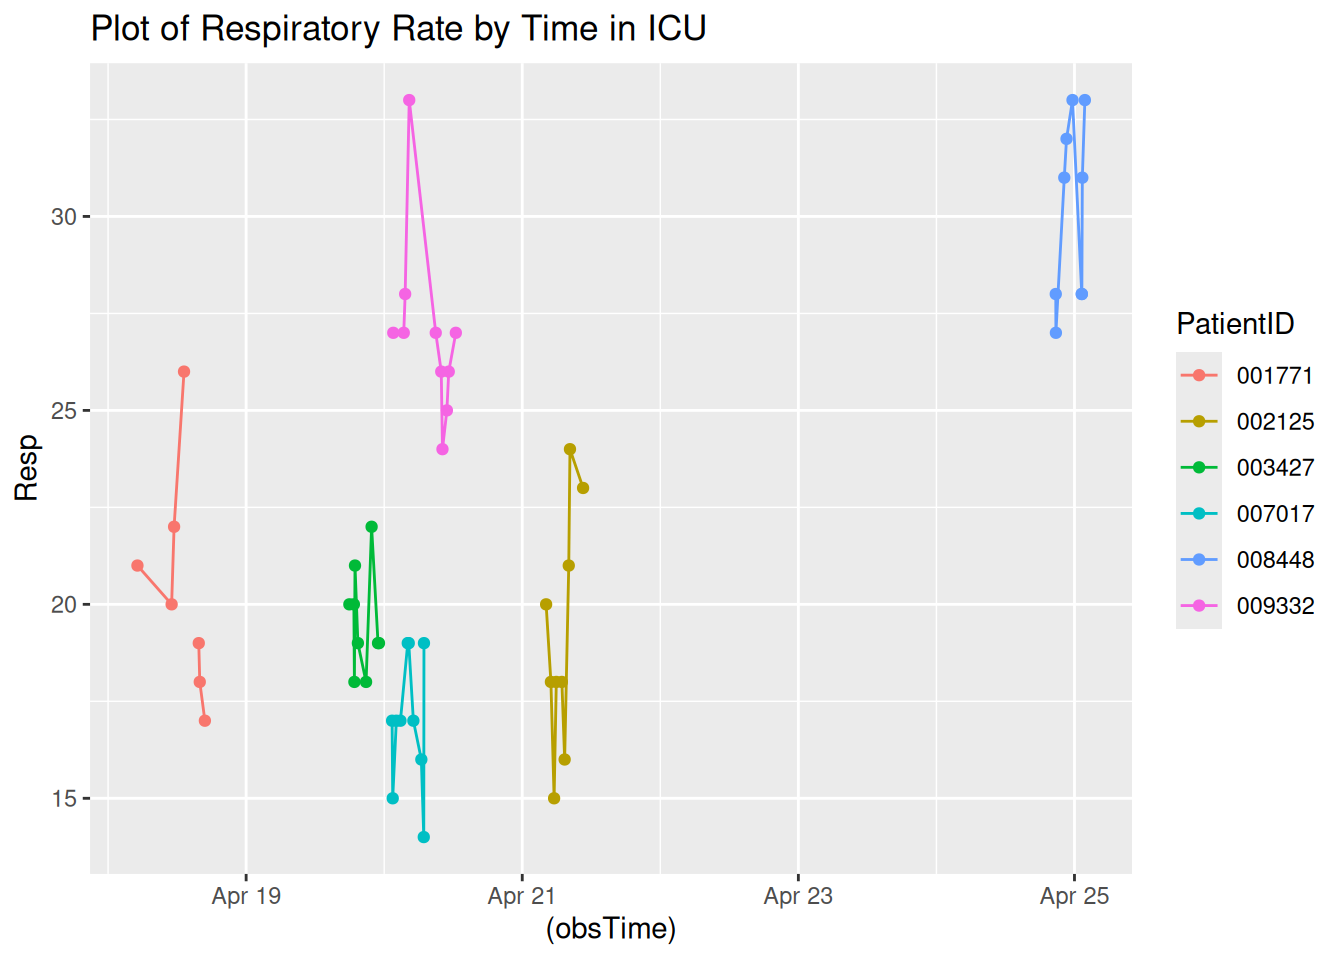 Plot of Respiratory Rate by Time in ICU
30
25
20
15
Resp
Apr 19
Apr 21
Apr 23
Apr 25
(obsTime)
PatientID
001771
002125
003427
007017
008448
009332